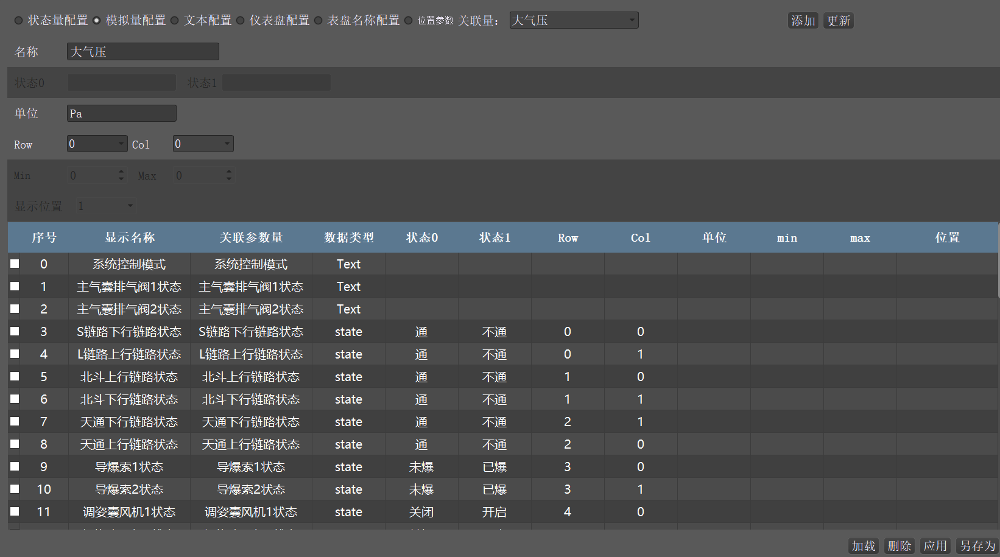 状态量配置 模拟量配置 文本配置 仪表盘配置 表盘名称配置 位置参数 关联量： 大气压 添加 更新
名称 大气压
状态0 状态1
单位 Pa
Row 0 Col 0
Min 0 Max 0
显示位置 1
序号 显示名称 关联参数量 数据类型 状态0 状态1 Row Col 单位 min max 位置
0 系统控制模式 系统控制模式 Text
1 主气囊排气阀1状态 主气囊排气阀1状态 Text
2 主气囊排气阀2状态 主气囊排气阀2状态 Text
3 S链路下行链路状态 S链路下行链路状态 state 通 不通 0 0
4 L链路上行链路状态 L链路上行链路状态 state 通 不通 0 1
5 北斗上行链路状态 北斗上行链路状态 state 通 不通 1 0
6 北斗下行链路状态 北斗下行链路状态 state 通 不通 1 1
7 天通下行链路状态 天通下行链路状态 state 通 不通 2 1
8 天通上行链路状态 天通上行链路状态 state 通 不通 2 0
9 导爆索1状态 导爆索1状态 state 未爆 已爆 3 0
10 导爆索2状态 导爆索2状态 state 未爆 已爆 3 1
11 调姿囊风机1状态 调姿囊风机1状态 state 关闭 开启 4 0
加载 删除 应用 另存为